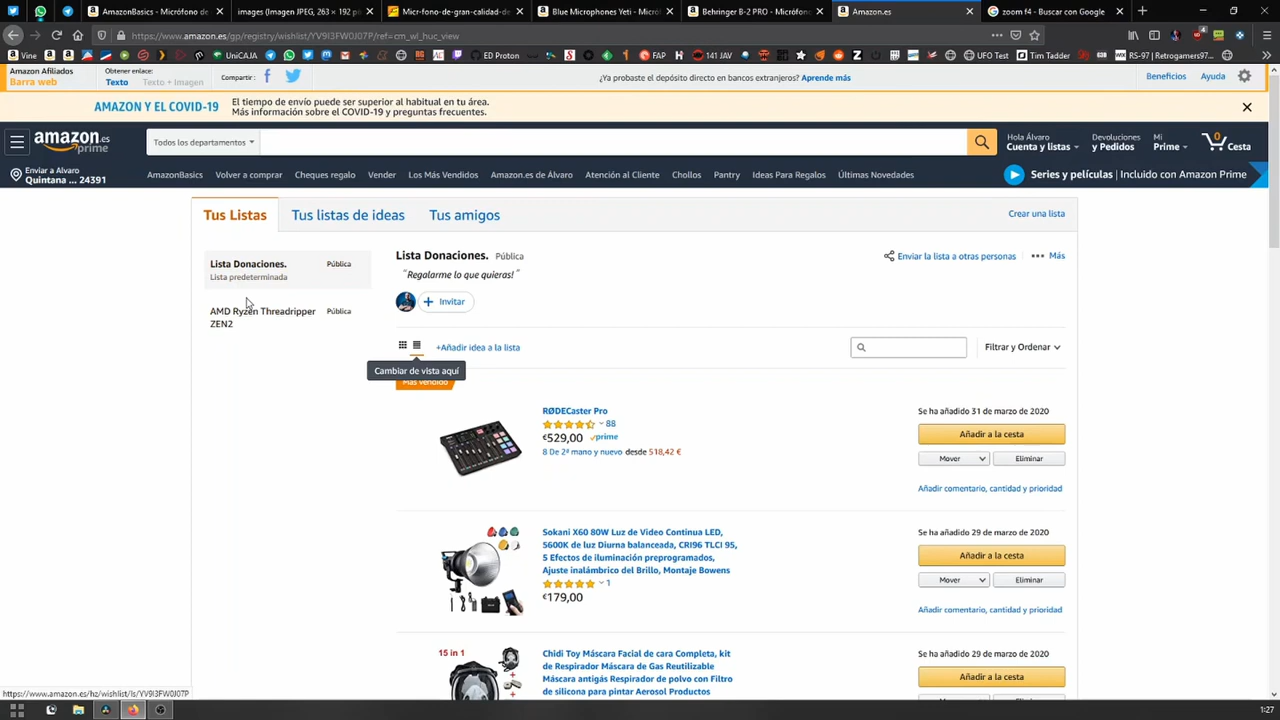 AmazonBasics - Micrófono de
images (Imagen JPEG, 263 × 192 p
Micr-fono-de-gran-calidad-de
Blue Microphones Yeti - Micróf
Behringer B-2 PRO - Micrófono
Amazon.es
zoom f4 - Buscar con Google
https://www.amazon.es/gp/registry/wishlist/YV9I3FW0J07P?ref=cm_wl_huc_view
Vine
UniCAJA
ED Proton
FAP
141 JAV
UFO Test
Tim Tadder
RS-97 | Retrogamers97...
Amazon Afiliados
Barra web
Obtener enlace:
Texto
Texto + Imagen
Compartir :
¿Ya probaste el depósito directo en bancos extranjeros? Aprende más
Beneficios
Ayuda
AMAZON Y EL COVID-19
El tiempo de envío puede ser superior al habitual en tu área.
Más información sobre el COVID-19 y preguntas frecuentes.
amazon.es
prime
Todos los departamentos
Hola Álvaro
Cuenta y listas
Devoluciones
y Pedidos
Mi
Prime
0
Cesta
Enviar a Alvaro
Quintana ... 24391
AmazonBasics
Volver a comprar
Cheques regalo
Vender
Los Más Vendidos
Amazon.es de Álvaro
Atención al Cliente
Chollos
Pantry
Ideas Para Regalos
Últimas Novedades
Series y películas | Incluido con Amazon Prime
Tus Listas
Tus listas de ideas
Tus amigos
Crear una lista
Lista Donaciones.
Pública
Lista predeterminada
AMD Ryzen Threadripper
ZEN2
Pública
Lista Donaciones. Pública
"Regalarme lo que quieras!"
Invitar
Enviar la lista a otras personas
Más
+Añadir idea a la lista
Filtrar y Ordenar
Cambiar de vista aquí
Más vendido
RØDECaster Pro
88
€529,00 prime
8 De 2ª mano y nuevo desde 518,42 €
Se ha añadido 31 de marzo de 2020
Añadir a la cesta
Mover
Eliminar
Añadir comentario, cantidad y prioridad
Sokani X60 80W Luz de Video Continua LED,
5600K de luz Diurna balanceada, CRI96 TLCI 95,
5 Efectos de iluminación preprogramados,
Ajuste inalámbrico del Brillo, Montaje Bowens
1
€179,00
Se ha añadido 29 de marzo de 2020
Añadir a la cesta
Mover
Eliminar
Añadir comentario, cantidad y prioridad
15 in 1
Chidi Toy Máscara Facial de cara Completa, kit
de Respirador Máscara de Gas Reutilizable
Máscara antigás Respirador de polvo con Filtro
de silicona para pintar Aerosol Productos
Se ha añadido 29 de marzo de 2020
Añadir a la cesta
https://www.amazon.es/hz/wishlist/ls/YV9I3FW0J07P
1:27